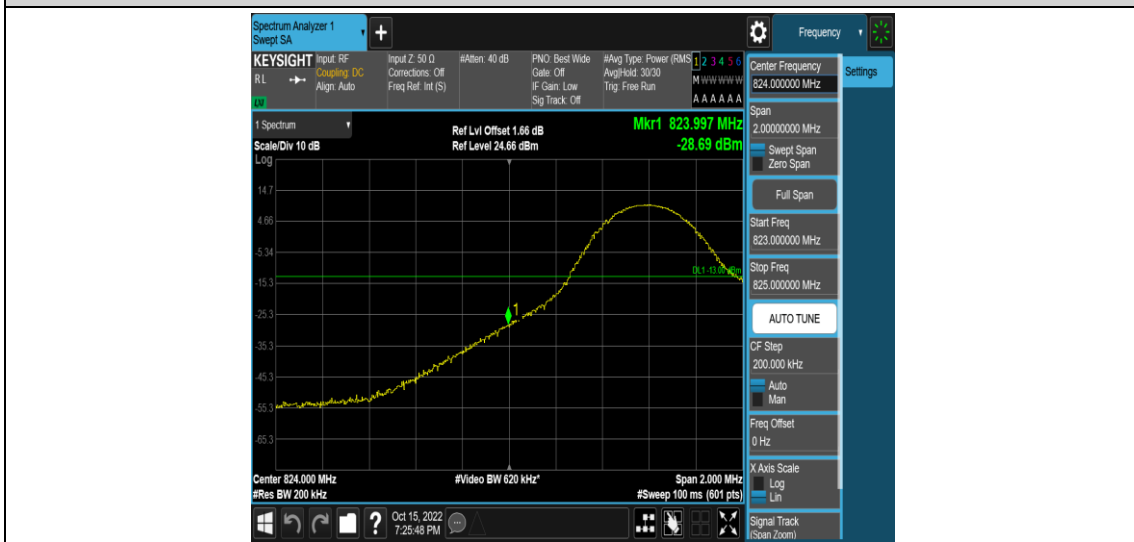 Spectrum Analyzer 1
Swept SA
Frequency
KEYSIGHT
RL
LXI
Input: RF
Coupling: DC
Align: Auto
Input Z: 50 Ω
Corrections: Off
Freq Ref: Int (S)
#Atten: 40 dB
PNO: Best Wide
Gate: Off
IF Gain: Low
Sig Track: Off
#Avg Type: Power (RMS
Avg|Hold: 30/30
Trig: Free Run
1 2 3 4 5 6
M W W W W W
A A A A A A
1 Spectrum
Scale/Div 10 dB
Ref Lvl Offset 1.66 dB
Ref Level 24.66 dBm
Mkr1 823.997 MHz
-28.69 dBm
Log
14.7
4.66
-5.34
-15.3
-25.3
-35.3
-45.3
-55.3
-65.3
DL1 -13.00 dBm
1
Center 824.000 MHz
#Res BW 200 kHz
#Video BW 620 kHz*
Span 2.000 MHz
#Sweep 100 ms (601 pts)
Oct 15, 2022
7:25:48 PM
Center Frequency
824.000000 MHz
Settings
Span
2.00000000 MHz
Swept Span
Zero Span
Full Span
Start Freq
823.000000 MHz
Stop Freq
825.000000 MHz
AUTO TUNE
CF Step
200.000 kHz
Auto
Man
Freq Offset
0 Hz
X Axis Scale
Log
Lin
Signal Track
(Span Zoom)